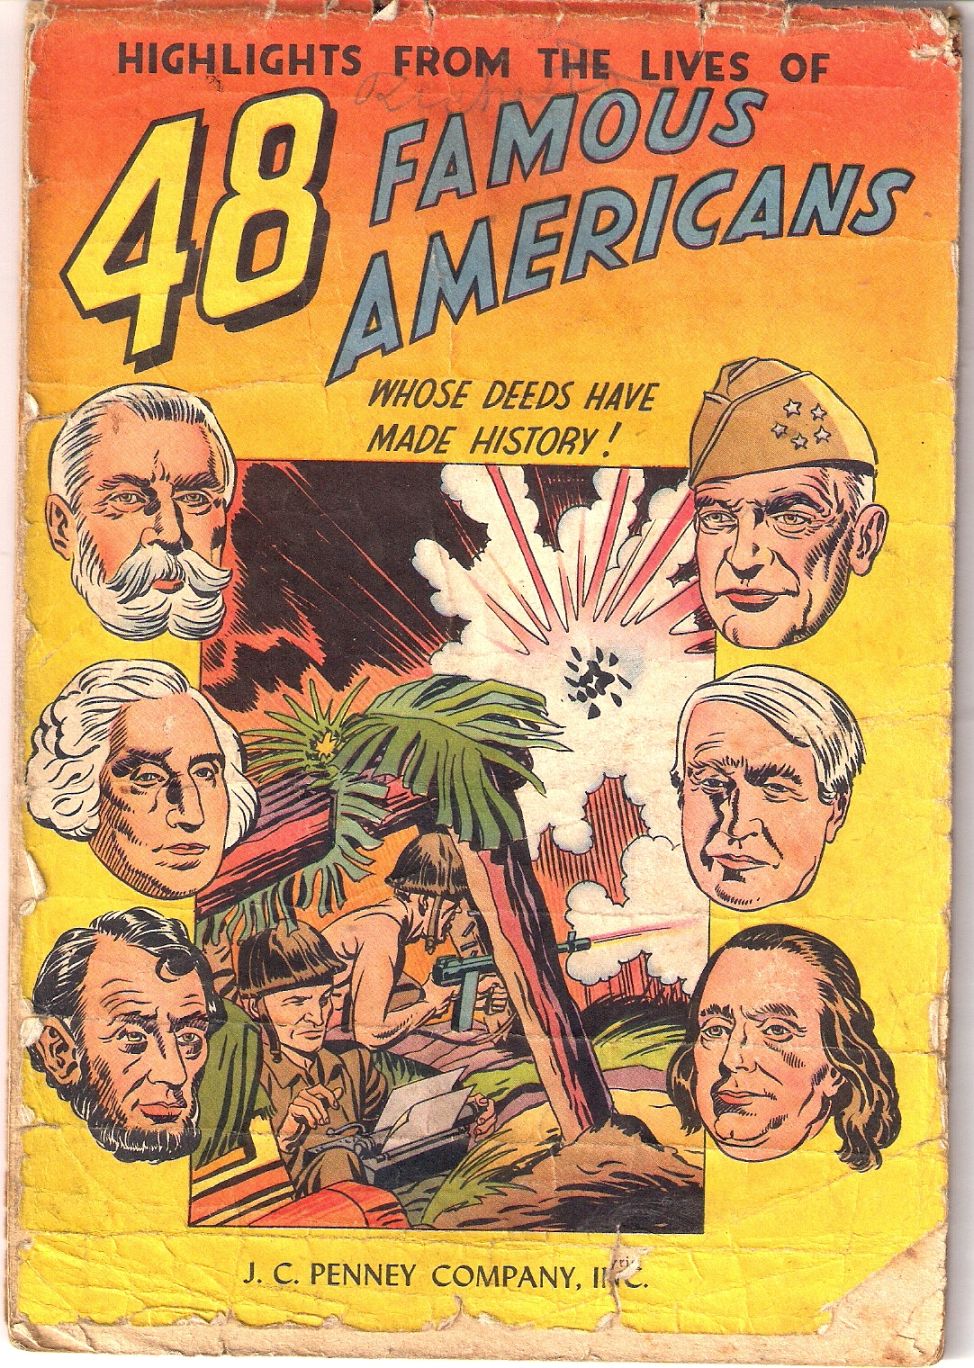 HIGHLIGHTS FROM THE LIVES OF
48 FAMOUS
AMERICANS
WHOSE DEEDS HAVE
MADE HISTORY!
J. C. PENNEY COMPANY, INC.